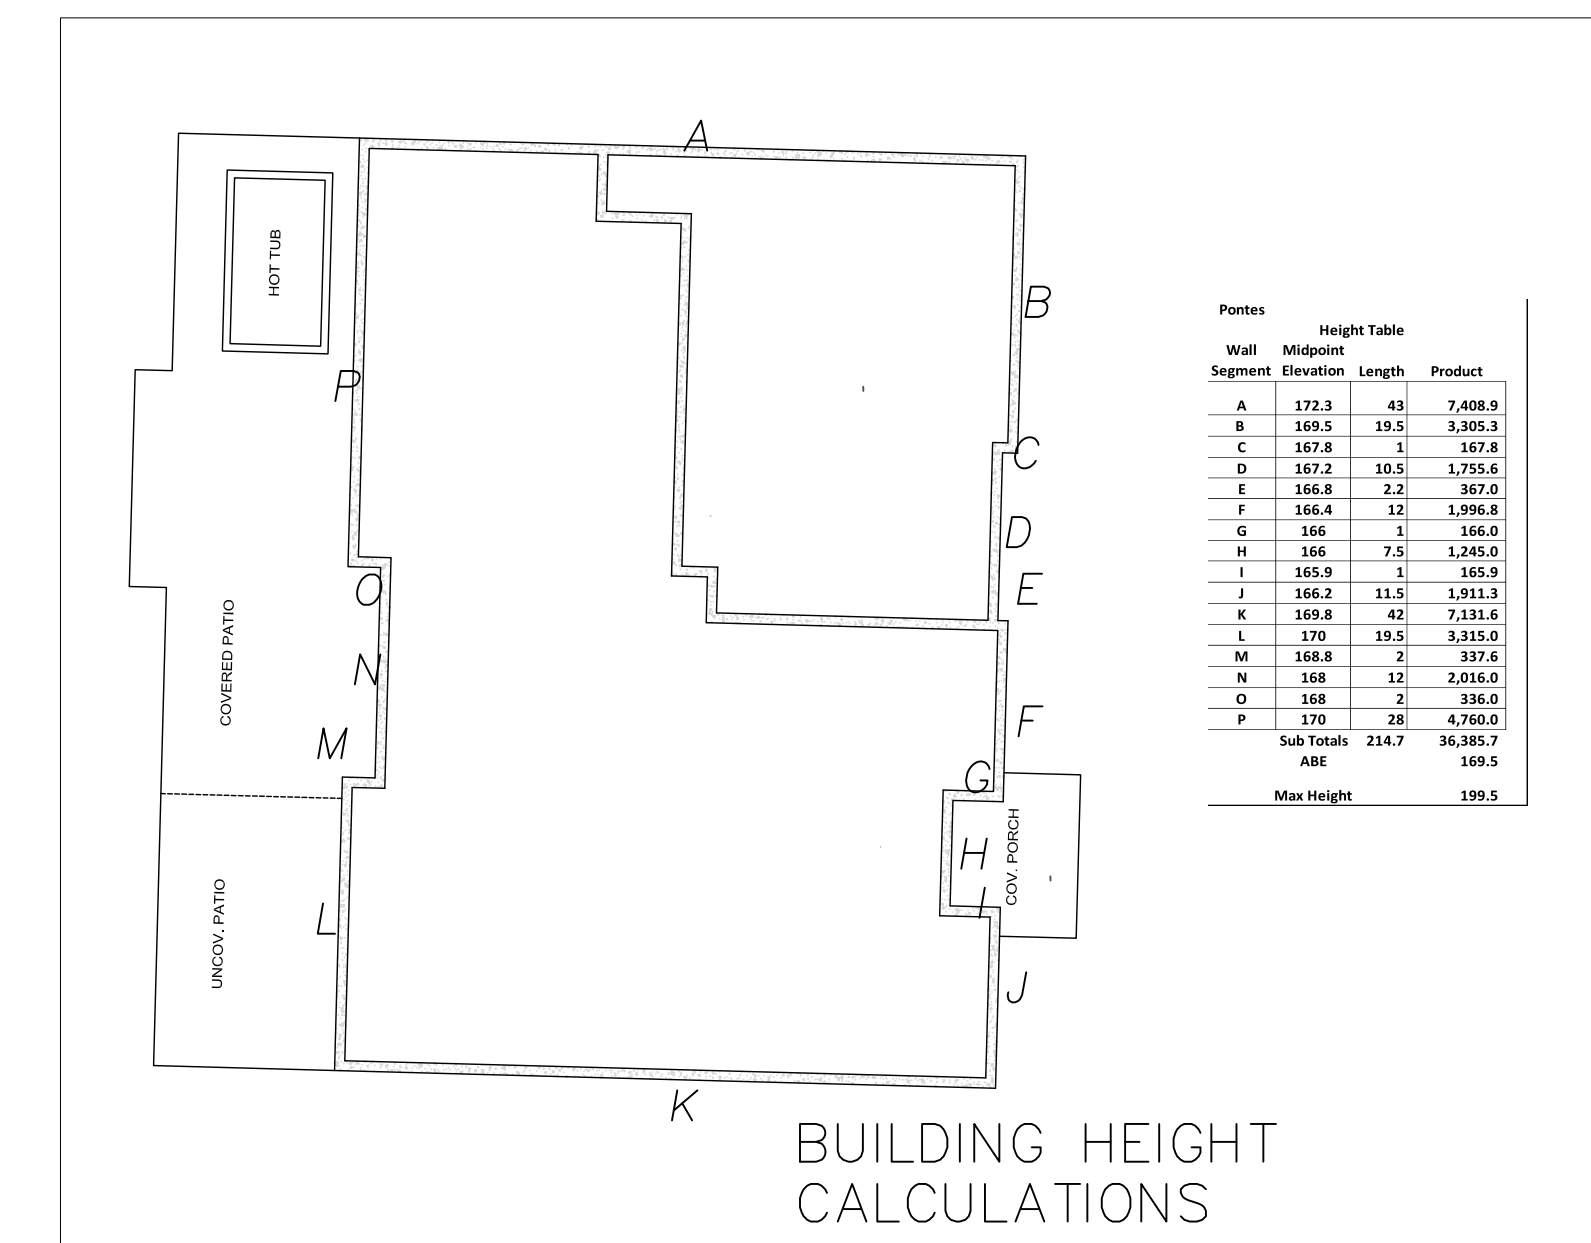 A
HOT TUB
B
P
C
D
O
E
COVERED PATIO
N
F
M
G
COV. PORCH
H
I
UNCOV. PATIO
L
J
K
Pontes
Height Table
Wall Midpoint
Segment Elevation Length Product
A 172.3 43 7,408.9
B 169.5 19.5 3,305.3
C 167.8 1 167.8
D 167.2 10.5 1,755.6
E 166.8 2.2 367.0
F 166.4 12 1,996.8
G 166 1 166.0
H 166 7.5 1,245.0
I 165.9 1 165.9
J 166.2 11.5 1,911.3
K 169.8 42 7,131.6
L 170 19.5 3,315.0
M 168.8 2 337.6
N 168 12 2,016.0
O 168 2 336.0
P 170 28 4,760.0
Sub Totals 214.7 36,385.7
ABE 169.5
Max Height 199.5
BUILDING HEIGHT
CALCULATIONS